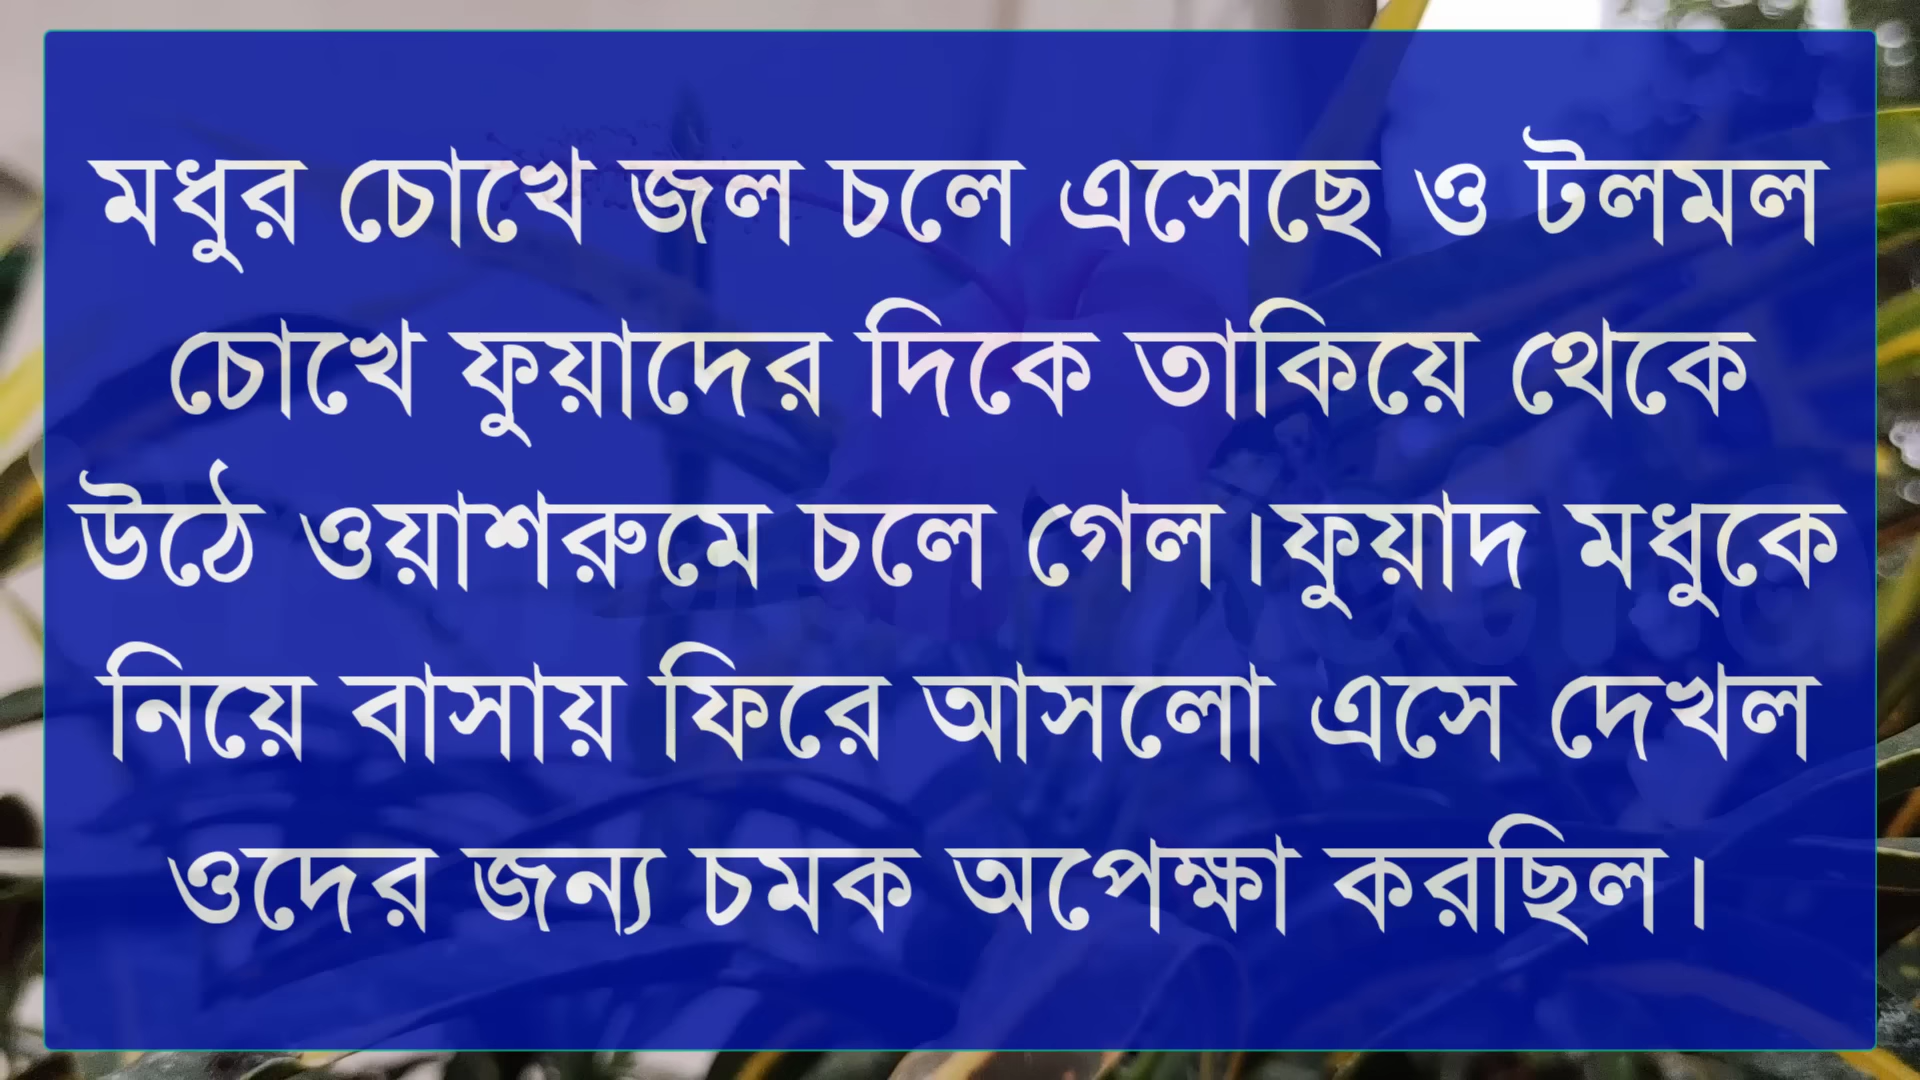 মধুর চোখে জল চলে এসেছে ও টলমল
চোখে ফুয়াদের দিকে তাকিয়ে থেকে
উঠে ওয়াশরুমে চলে গেল।ফুয়াদ মধুকে
নিয়ে বাসায় ফিরে আসলো এসে দেখল
ওদের জন্য চমক অপেক্ষা করছিল।